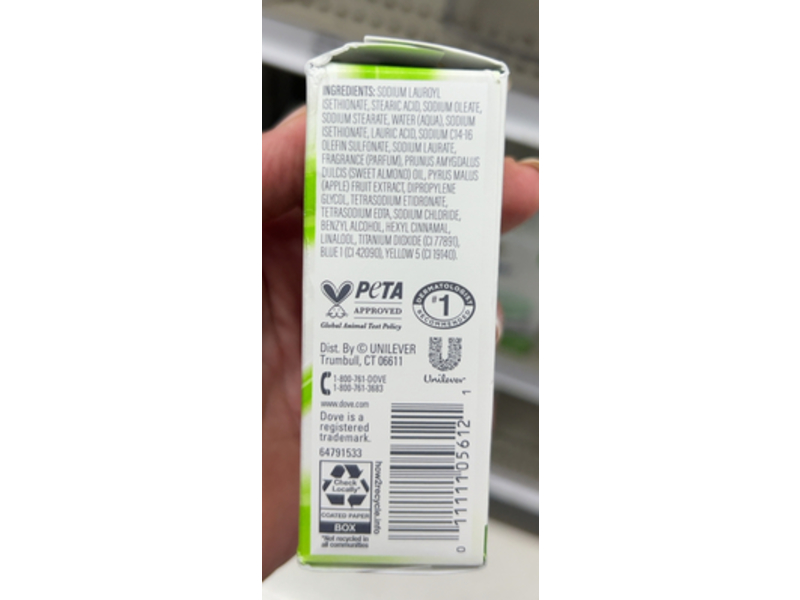 INGREDIENTS: SODIUM LAUROYL
ISETHIONATE, STEARIC ACID, SODIUM OLEATE,
SODIUM STEARATE, WATER (AQUA), SODIUM
ISETHIONATE, LAURIC ACID, SODIUM C14-16
OLEFIN SULFONATE, SODIUM LAURATE,
FRAGRANCE (PARFUM), PRUNUS AMYGDALUS
DULCIS (SWEET ALMOND) OIL, PYRUS MALUS
(APPLE) FRUIT EXTRACT, DIPROPYLENE
GLYCOL, TETRASODIUM ETIDRONATE,
TETRASODIUM EDTA, SODIUM CHLORIDE,
BENZYL ALCOHOL, HEXYL CINNAMAL,
LINALOOL, TITANIUM DIOXIDE (CI 77891),
BLUE 1 (CI 42090), YELLOW 5 (CI 19140).
PETA
APPROVED
Global Animal Test Policy
DERMATOLOGIST
#1
RECOMMENDED
Dist. By © UNILEVER
Trumbull, CT 06611
1-800-761-DOVE
1-800-761-3683
Unilever
www.dove.com
Dove is a
registered
trademark.
64791533
Check
Locally*
COATED PAPER
BOX
*Not recycled in
all communities
how2recycle.info
0 11111 05612 1